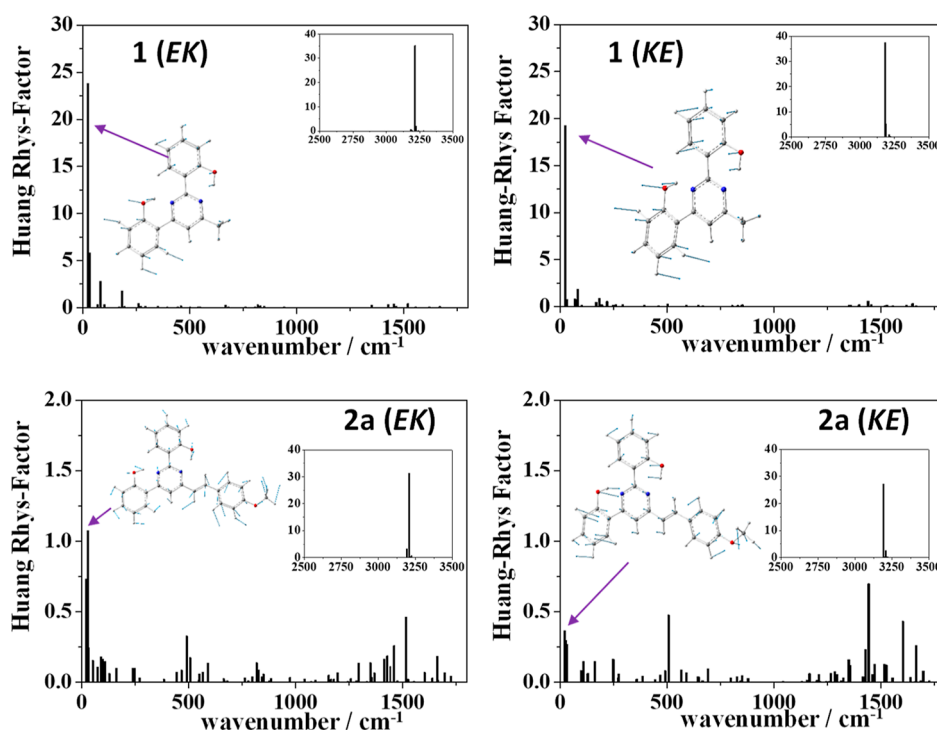 1 (EK)
Huang Rhys-Factor
30
25
20
15
10
5
0
0 500 1000 1500
wavenumber / cm-1
40
30
20
10
0
2500 2750 3000 3250 3500
1 (KE)
Huang-Rhys Factor
30
25
20
15
10
5
0
0 500 1000 1500
wavenumber / cm-1
40
30
20
10
0
2500 2750 3000 3250 3500
2a (EK)
Huang Rhys-Factor
2.0
1.5
1.0
0.5
0.0
0 500 1000 1500
wavenumber / cm-1
40
30
20
10
0
2500 2750 3000 3250 3500
2a (KE)
Huang-Rhys Factor
2.0
1.5
1.0
0.5
0.0
0 500 1000 1500
wavenumber / cm-1
40
30
20
10
0
2500 2750 3000 3250 3500